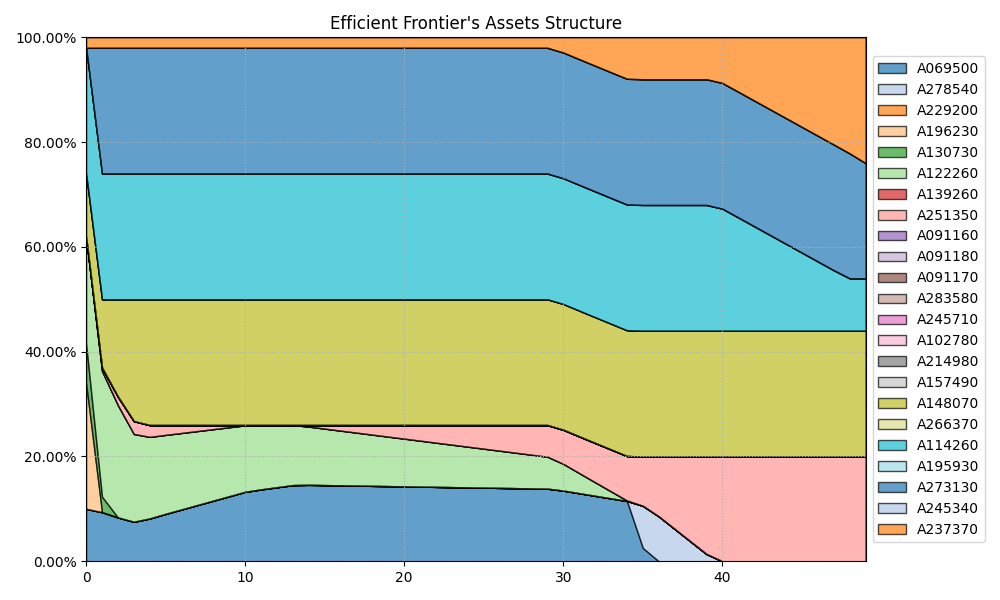 Efficient Frontier's Assets Structure
100.00%
80.00%
60.00%
40.00%
20.00%
0.00%
0
10
20
30
40
A069500
A278540
A229200
A196230
A130730
A122260
A139260
A251350
A091160
A091180
A091170
A283580
A245710
A102780
A214980
A157490
A148070
A266370
A114260
A195930
A273130
A245340
A237370